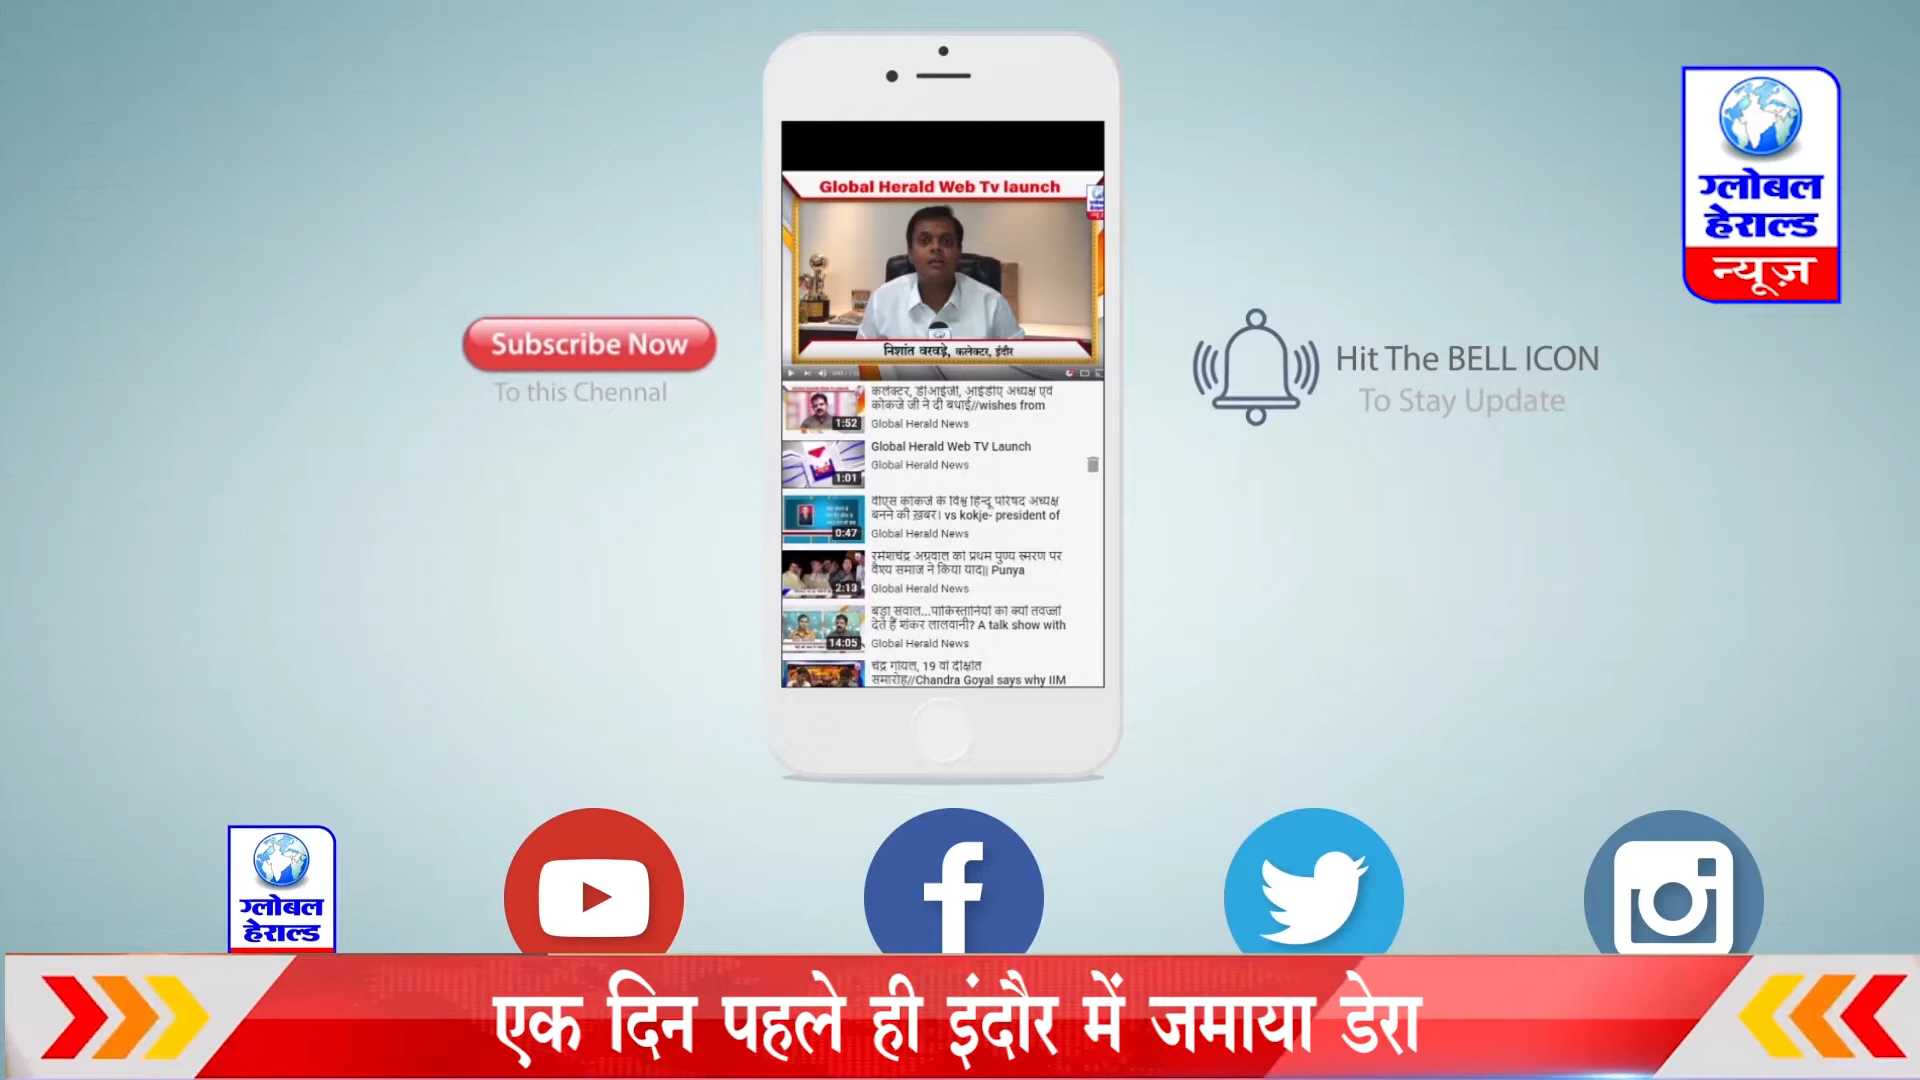 Global Herald Web Tv launch
निशांत वरवड़े, कलेक्टर, इंदौर
कलेक्टर, डीआईजी, आईडीए अध्यक्ष एवं
कोकजे जी ने दी बधाई//wishes from
Global Herald News
1:52
Global Herald Web TV Launch
Global Herald News
1:01
वीएस कोकजे के विश्व हिन्दू परिषद अध्यक्ष
बनने की ख़बर। vs kokje- president of
Global Herald News
0:47
रमेशचंद्र अग्रवाल को प्रथम पुण्य स्मरण पर
वैश्य समाज ने किया याद|| Punya
Global Herald News
2:13
बड़ा सवाल...पाकिस्तानियों को क्यों तवज्जो
देते हैं शंकर लालवानी? A talk show with
Global Herald News
14:05
चंद्र गोयल, 19 वां दीक्षांत
समारोह//Chandra Goyal says why IIM
Subscribe Now
To this Chennal
Hit The BELL ICON
To Stay Update
ग्लोबल
हेराल्ड
न्यूज़
ग्लोबल
हेराल्ड
एक दिन पहले ही इंदौर में जमाया डेरा